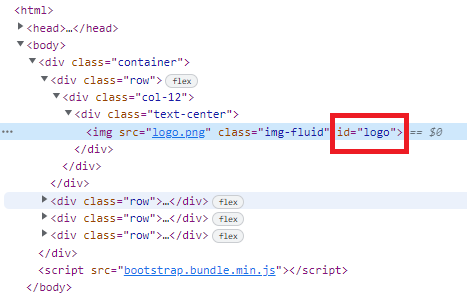 <html>
<head>…</head>
<body>
<div class="container">
<div class="row"> flex
<div class="col-12">
<div class="text-center">
··· <img src="logo.png" class="img-fluid" id="logo"> == $0
</div>
</div>
</div>
<div class="row">…</div> flex
<div class="row">…</div> flex
<div class="row">…</div> flex
</div>
<script src="bootstrap.bundle.min.js"></script>
</body>